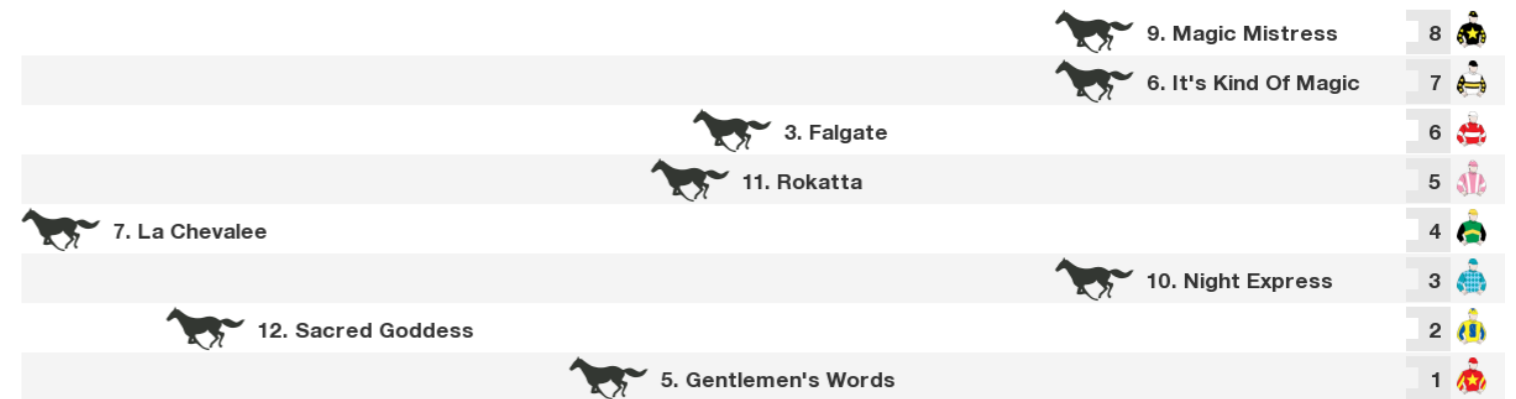 9. Magic Mistress 8
6. It's Kind Of Magic 7
3. Falgate 6
11. Rokatta 5
7. La Chevalee 4
10. Night Express 3
12. Sacred Goddess 2
5. Gentlemen's Words 1